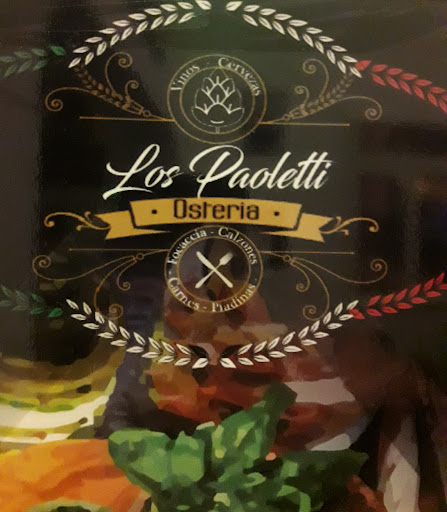 Vinos - Cervezas
Los Paoletti
• Osteria •
Focaccia - Calzones
Carnes - Piadinas